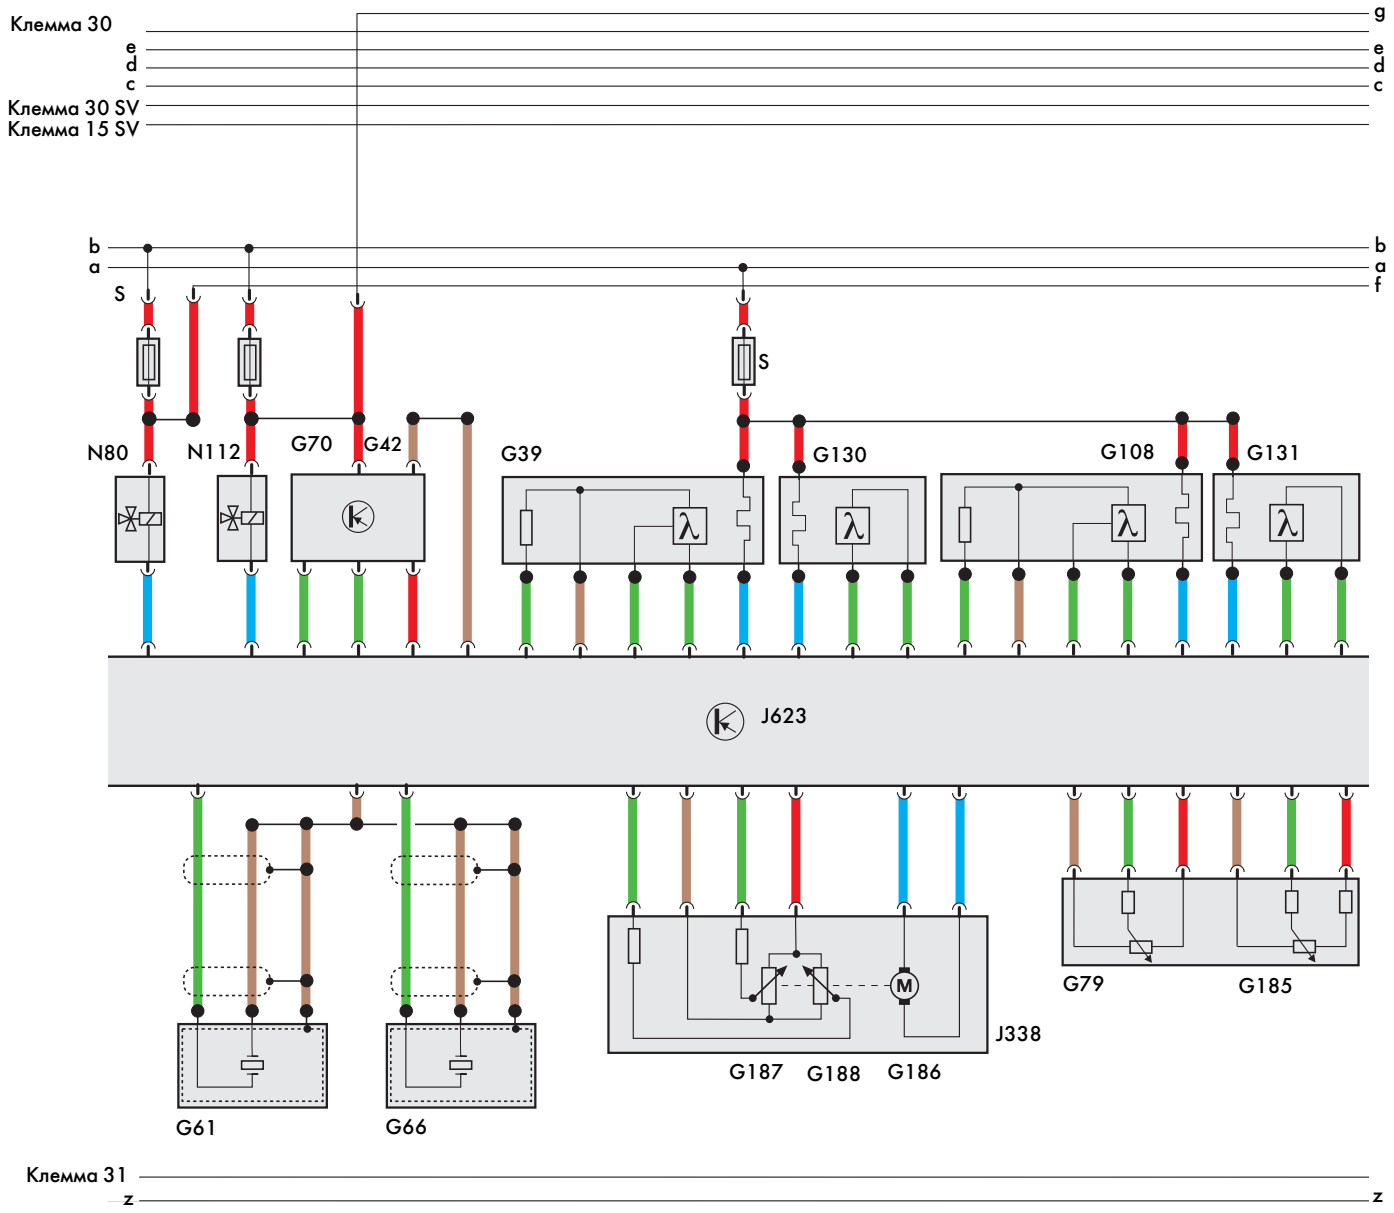 g
Клемма 30
e e
d d
c c
Клемма 30 SV
Клемма 15 SV
b b
a a
S f
S
N80 N112 G70 G42 G39 G130 G108 G131
λ λ λ λ
J623
M
G79 G185
J338
G187 G188 G186
G61 G66
Клемма 31
z z